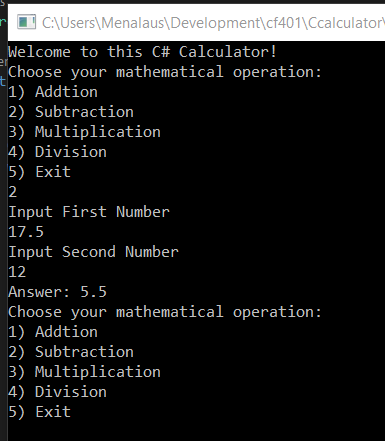 C:\Users\Menalaus\Development\cf401\Ccalculator\
Welcome to this C# Calculator!
Choose your mathematical operation:
1) Addtion
2) Subtraction
3) Multiplication
4) Division
5) Exit
2
Input First Number
17.5
Input Second Number
12
Answer: 5.5
Choose your mathematical operation:
1) Addtion
2) Subtraction
3) Multiplication
4) Division
5) Exit